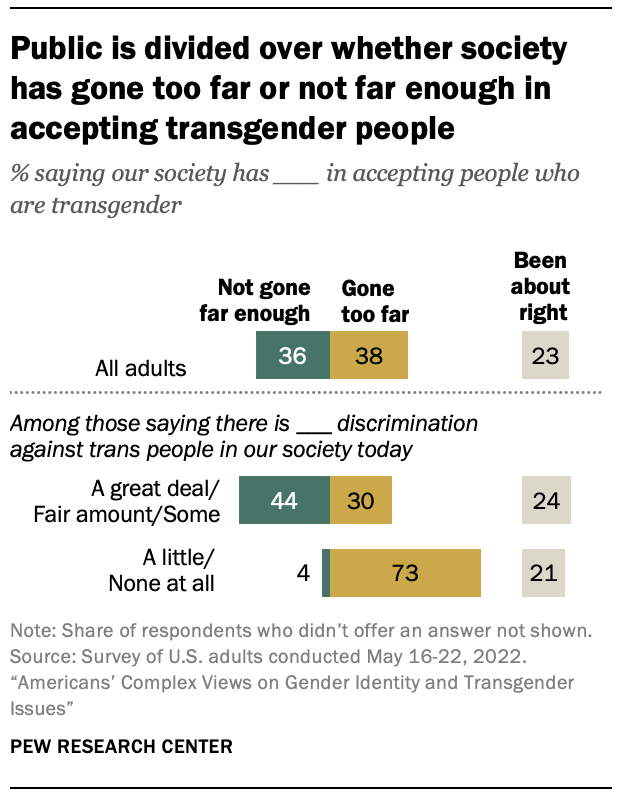 Public is divided over whether society
has gone too far or not far enough in
accepting transgender people
% saying our society has ___ in accepting people who
are transgender
Not gone
far enough
Gone
too far
Been
about
right
All adults
36
38
23
Among those saying there is ___ discrimination
against trans people in our society today
A great deal/
Fair amount/Some
44
30
24
A little/
None at all
4
73
21
Note: Share of respondents who didn’t offer an answer not shown.
Source: Survey of U.S. adults conducted May 16-22, 2022.
“Americans’ Complex Views on Gender Identity and Transgender
Issues”
PEW RESEARCH CENTER